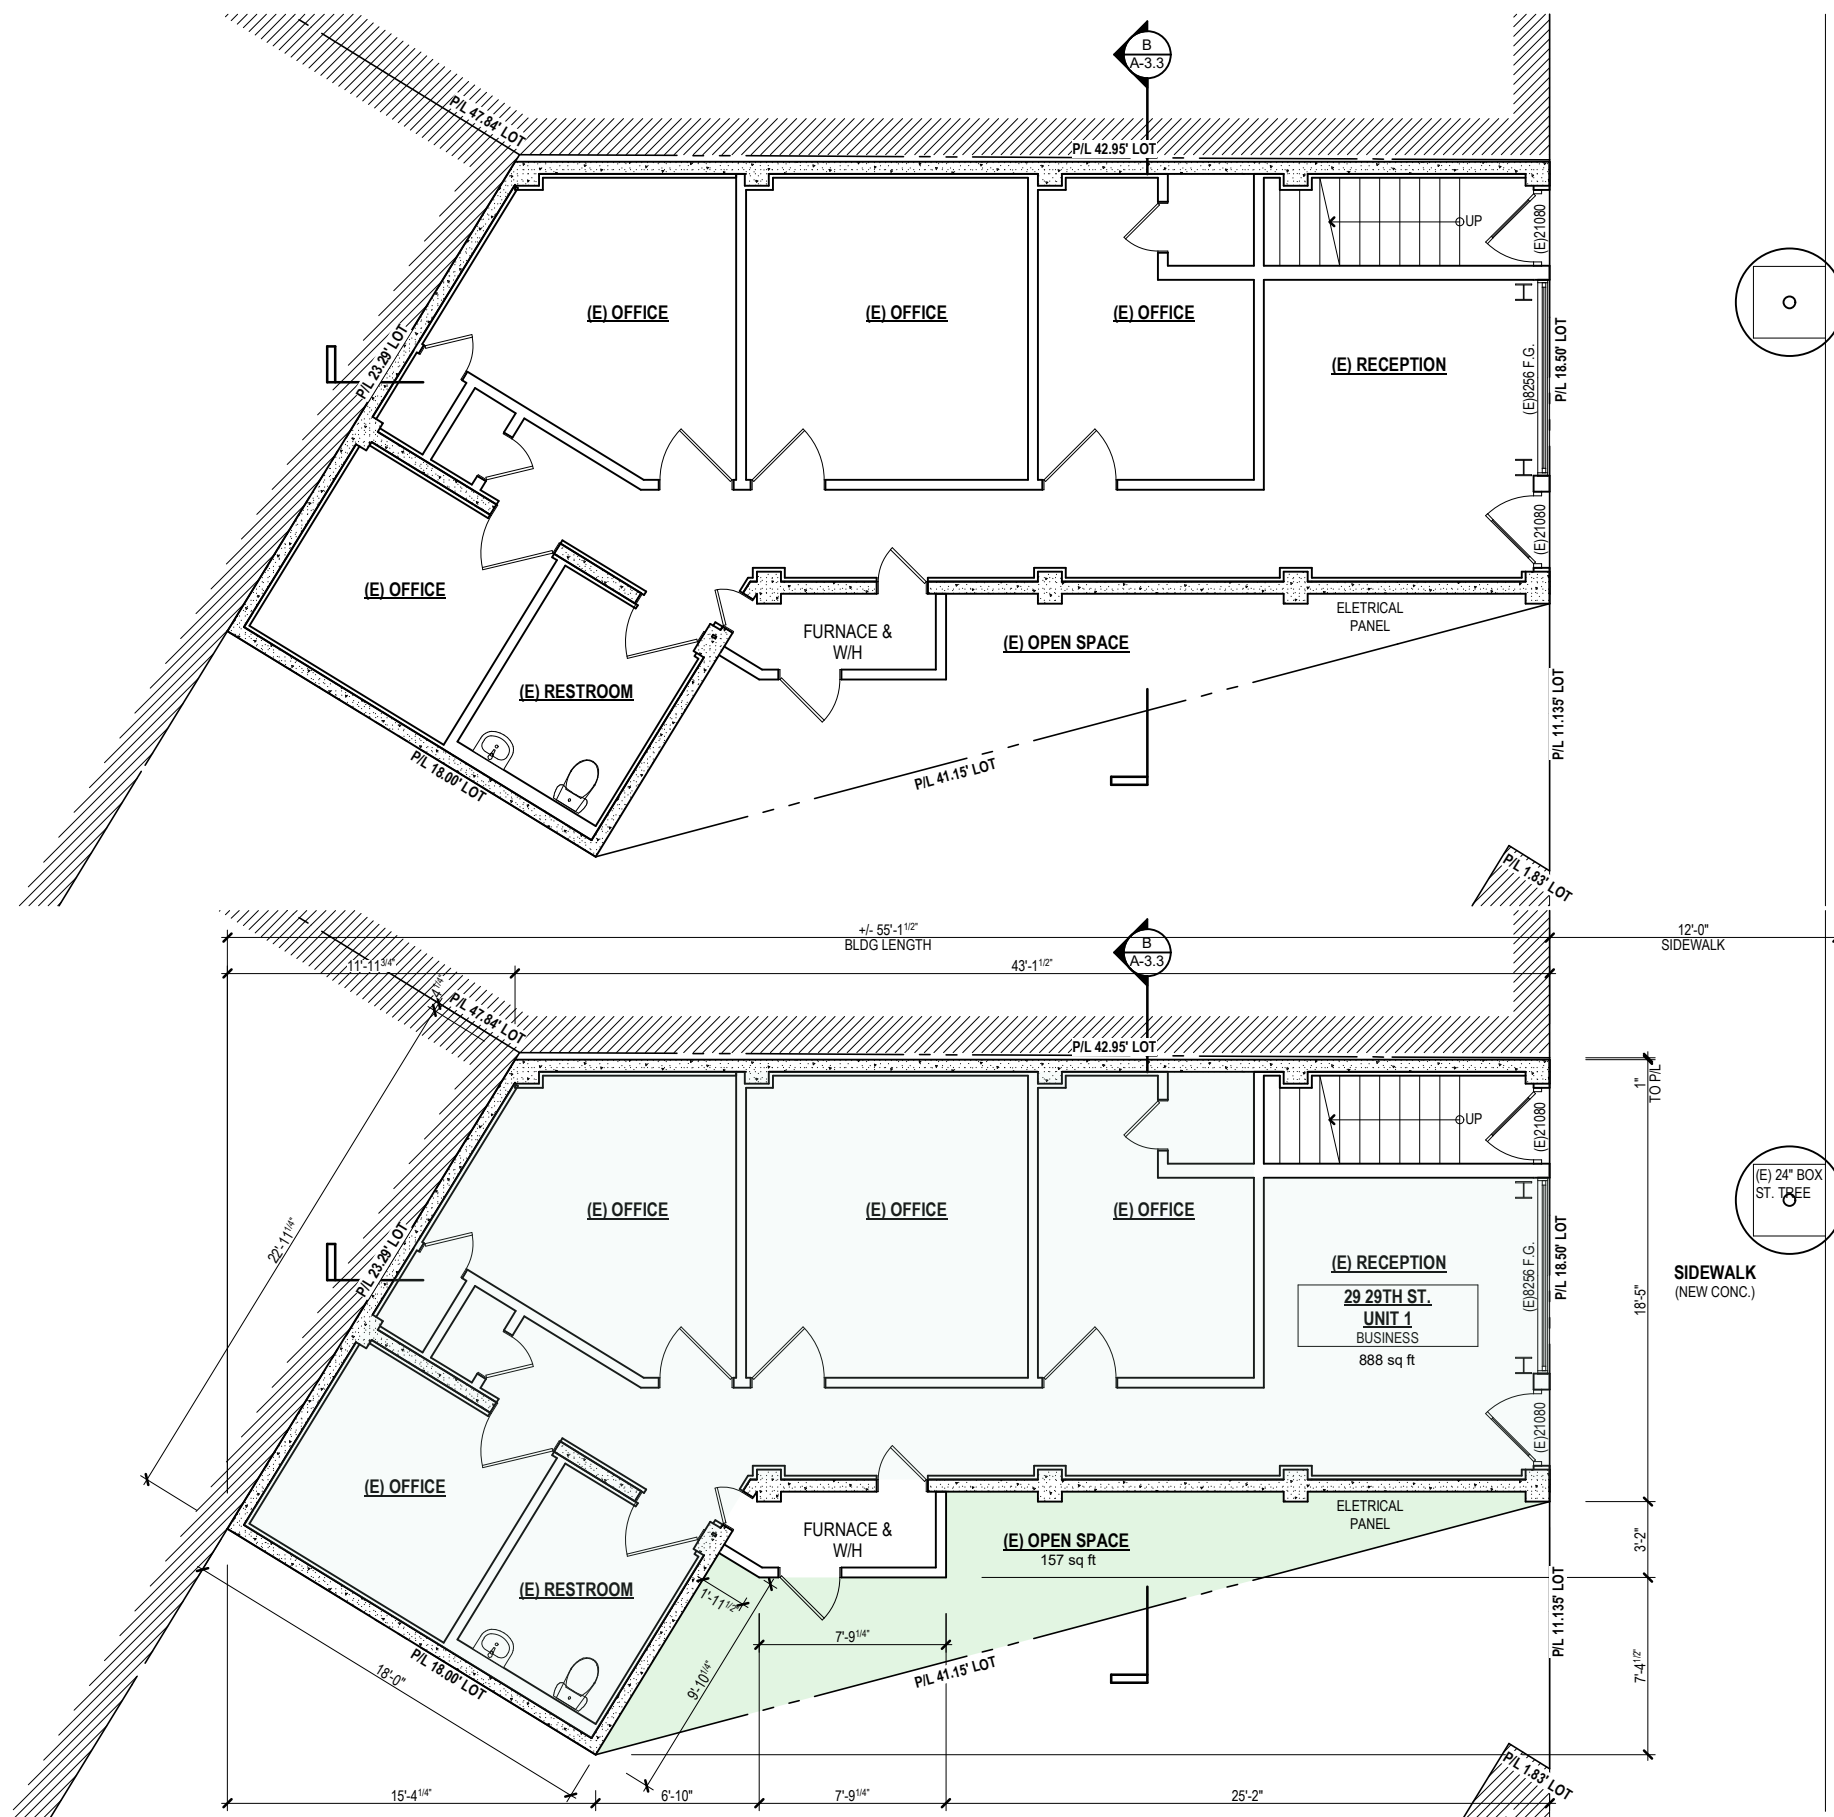 B
A-3.3
P/L 47.84' LOT
P/L 42.95' LOT
UP
(E)21080
(E) OFFICE
(E) OFFICE
(E) OFFICE
P/L 23.29' LOT
(E) RECEPTION
(E)8256 F.G.
P/L 18.50' LOT
(E)21080
(E) OFFICE
FURNACE &
W/H
(E) OPEN SPACE
ELETRICAL
PANEL
(E) RESTROOM
P/L 11.135' LOT
P/L 18.00' LOT
P/L 41.15' LOT
P/L 1.83' LOT
+/- 55'-1 1/2"
BLDG LENGTH
12'-0"
SIDEWALK
11'-11 3/4"
43'-1 1/2"
B
A-3.3
P/L 47.84' LOT
P/L 42.95' LOT
1"
TO P/L
UP
(E)21080
(E) 24" BOX
ST. TREE
(E) OFFICE
(E) OFFICE
(E) OFFICE
22'-11 1/4"
P/L 23.29' LOT
(E) RECEPTION
29 29TH ST.
UNIT 1
BUSINESS
888 sq ft
(E)8256 F.G.
P/L 18.50' LOT
18'-5"
SIDEWALK
(NEW CONC.)
(E)21080
(E) OFFICE
FURNACE &
W/H
(E) OPEN SPACE
157 sq ft
ELETRICAL
PANEL
3'-2"
(E) RESTROOM
1'-11 1/2"
P/L 11.135' LOT
7'-9 1/4"
P/L 18.00' LOT
18'-0"
9'-10 1/4"
P/L 41.15' LOT
7'-4 1/2"
P/L 1.83' LOT
15'-4 1/4"
6'-10"
7'-9 1/4"
25'-2"